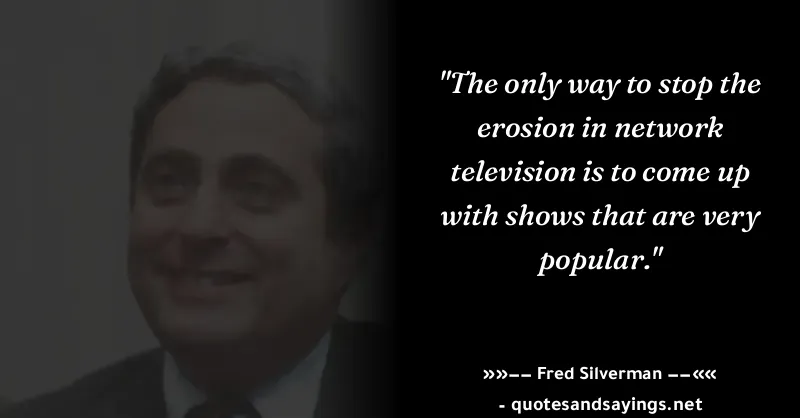 "The only way to stop the
erosion in network
television is to come up
with shows that are very
popular."
»»−− Fred Silverman −−««
- quotesandsayings.net